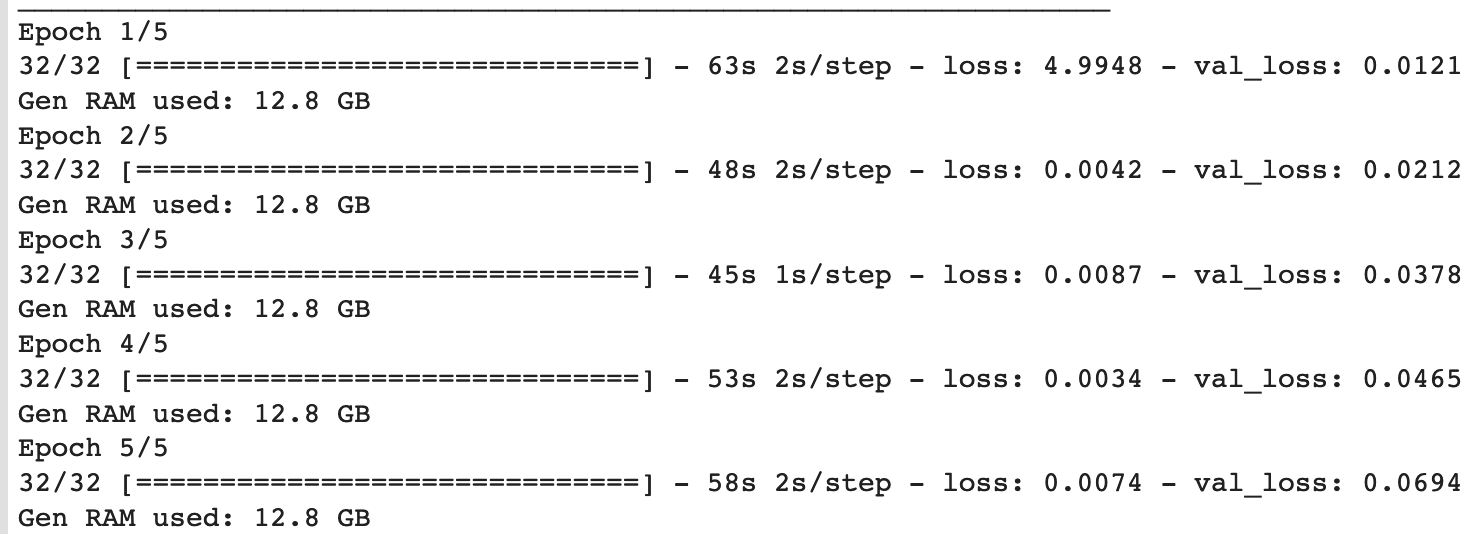 Epoch 1/5
32/32 [==============================] - 63s 2s/step - loss: 4.9948 - val_loss: 0.0121
Gen RAM used: 12.8 GB
Epoch 2/5
32/32 [==============================] - 48s 2s/step - loss: 0.0042 - val_loss: 0.0212
Gen RAM used: 12.8 GB
Epoch 3/5
32/32 [==============================] - 45s 1s/step - loss: 0.0087 - val_loss: 0.0378
Gen RAM used: 12.8 GB
Epoch 4/5
32/32 [==============================] - 53s 2s/step - loss: 0.0034 - val_loss: 0.0465
Gen RAM used: 12.8 GB
Epoch 5/5
32/32 [==============================] - 58s 2s/step - loss: 0.0074 - val_loss: 0.0694
Gen RAM used: 12.8 GB